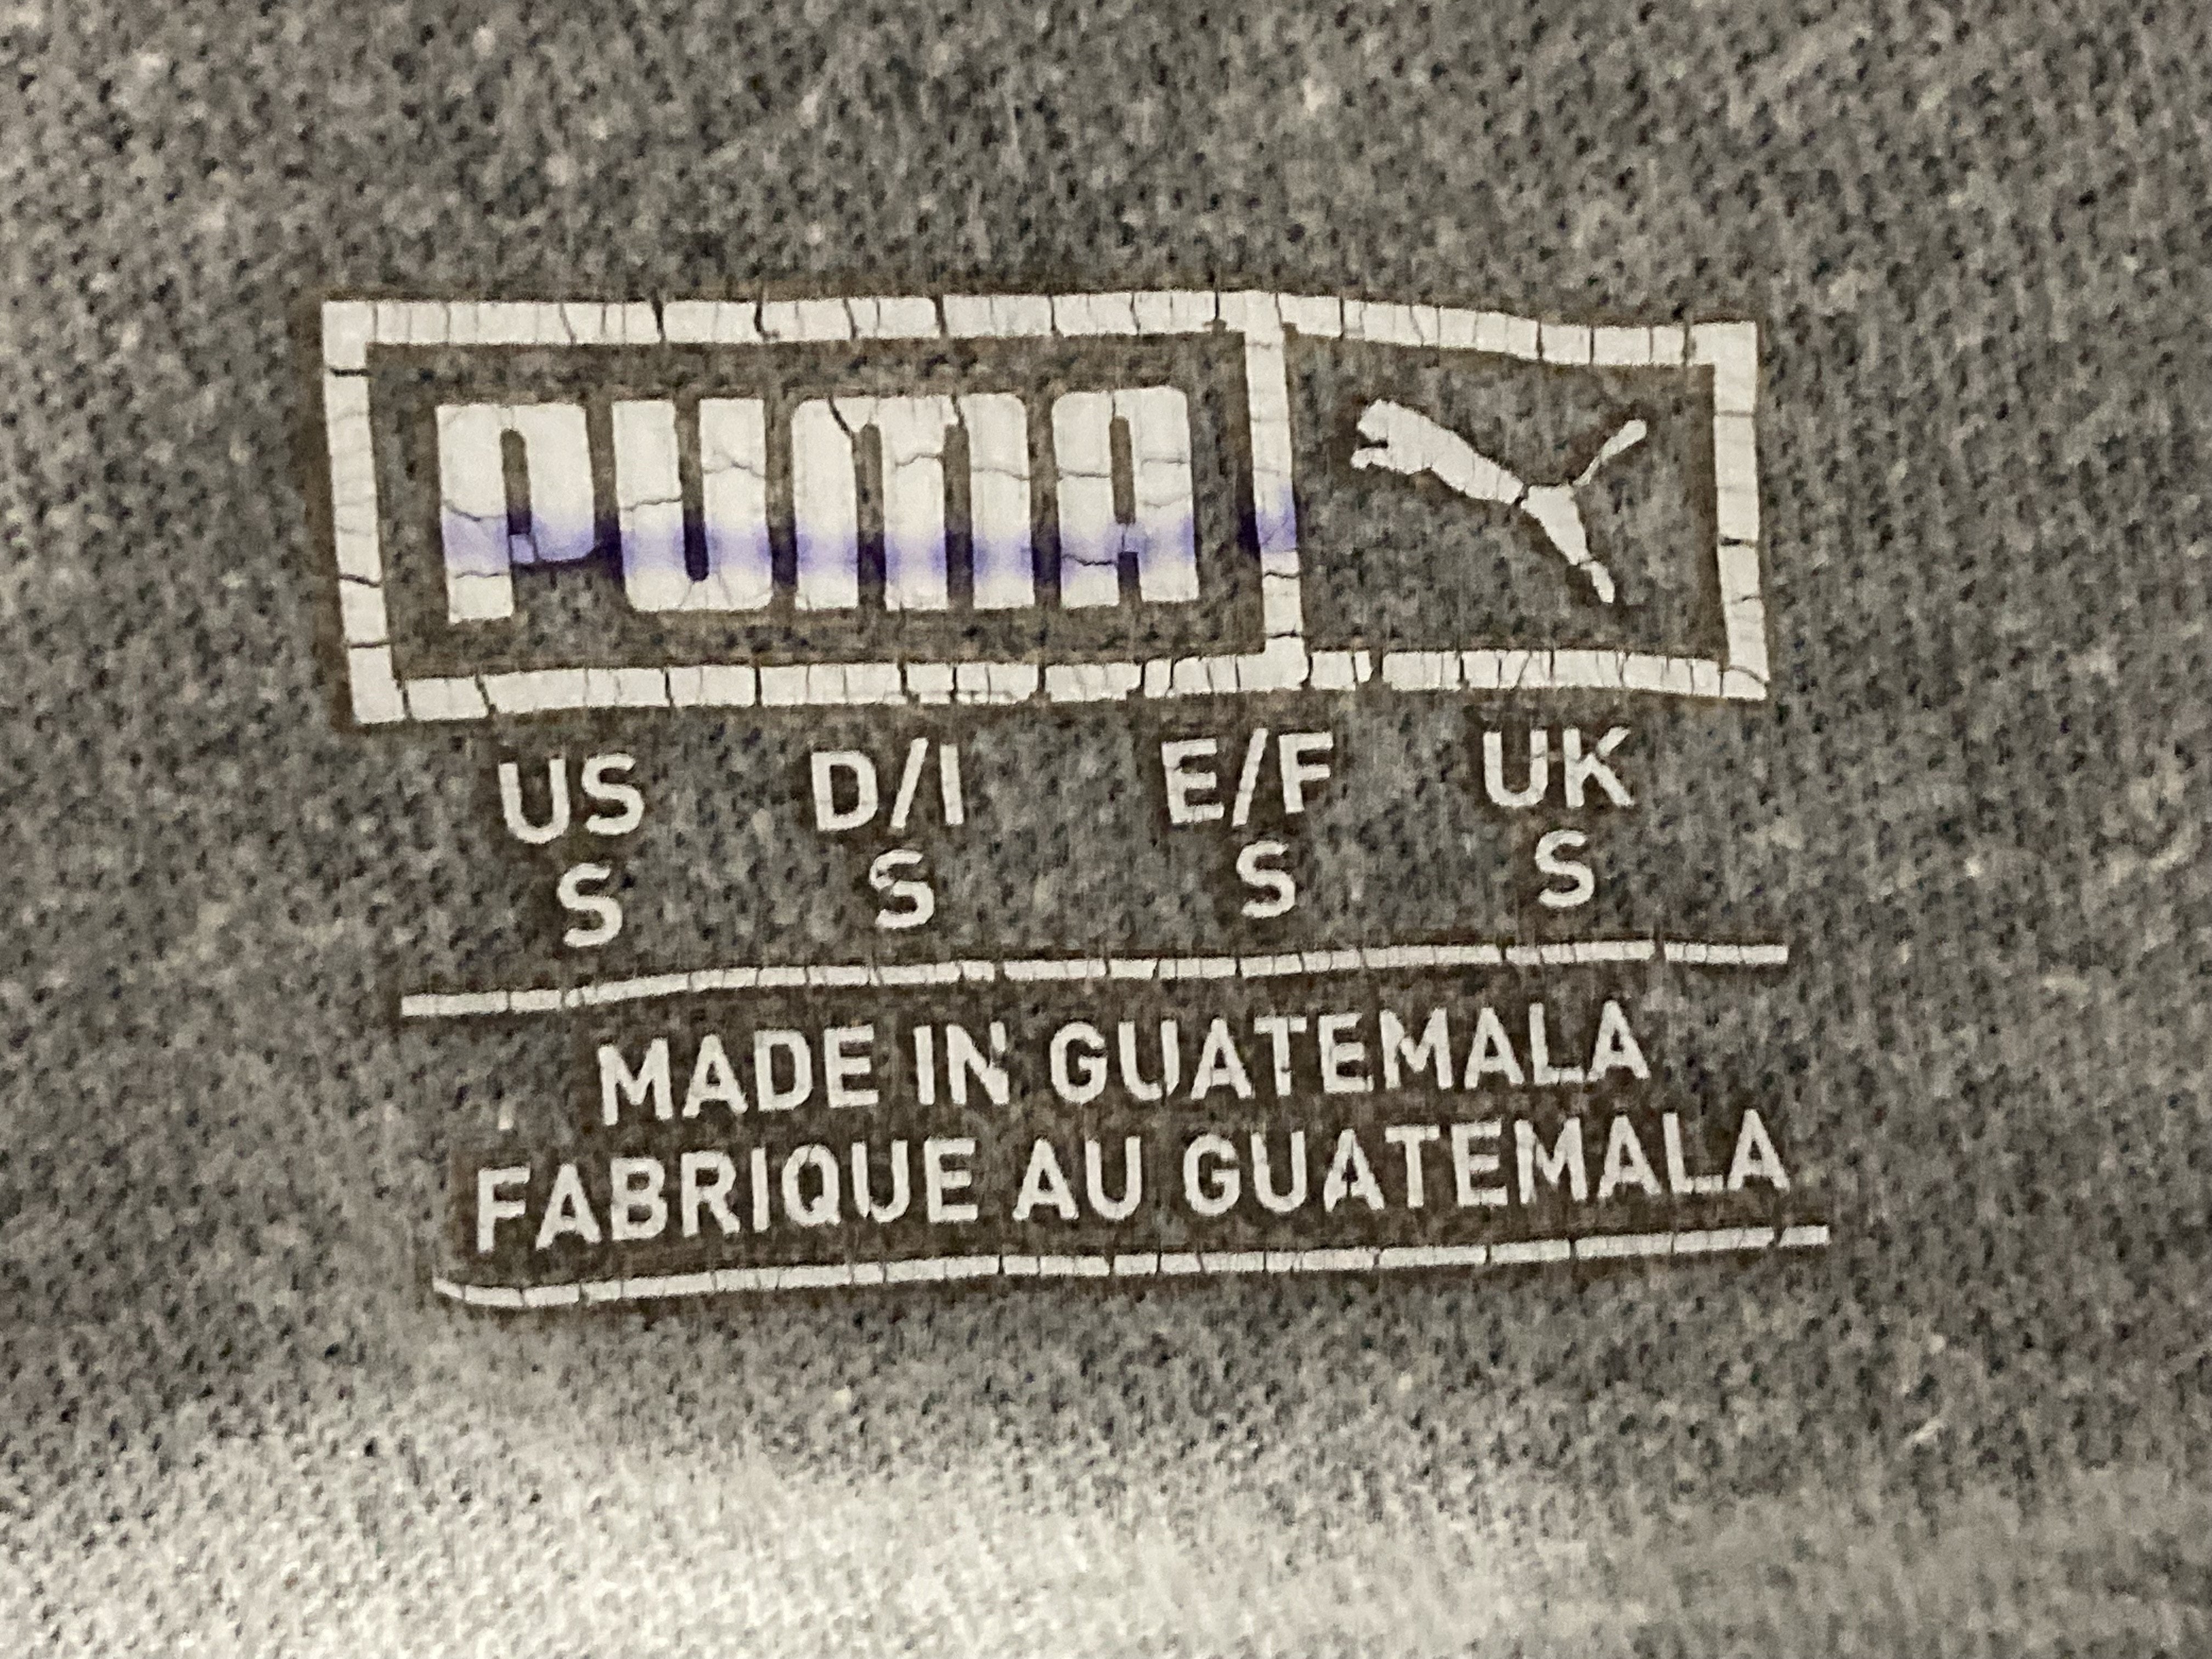 PUMA
US D/I E/F UK
S S S S
MADE IN GUATEMALA
FABRIQUE AU GUATEMALA